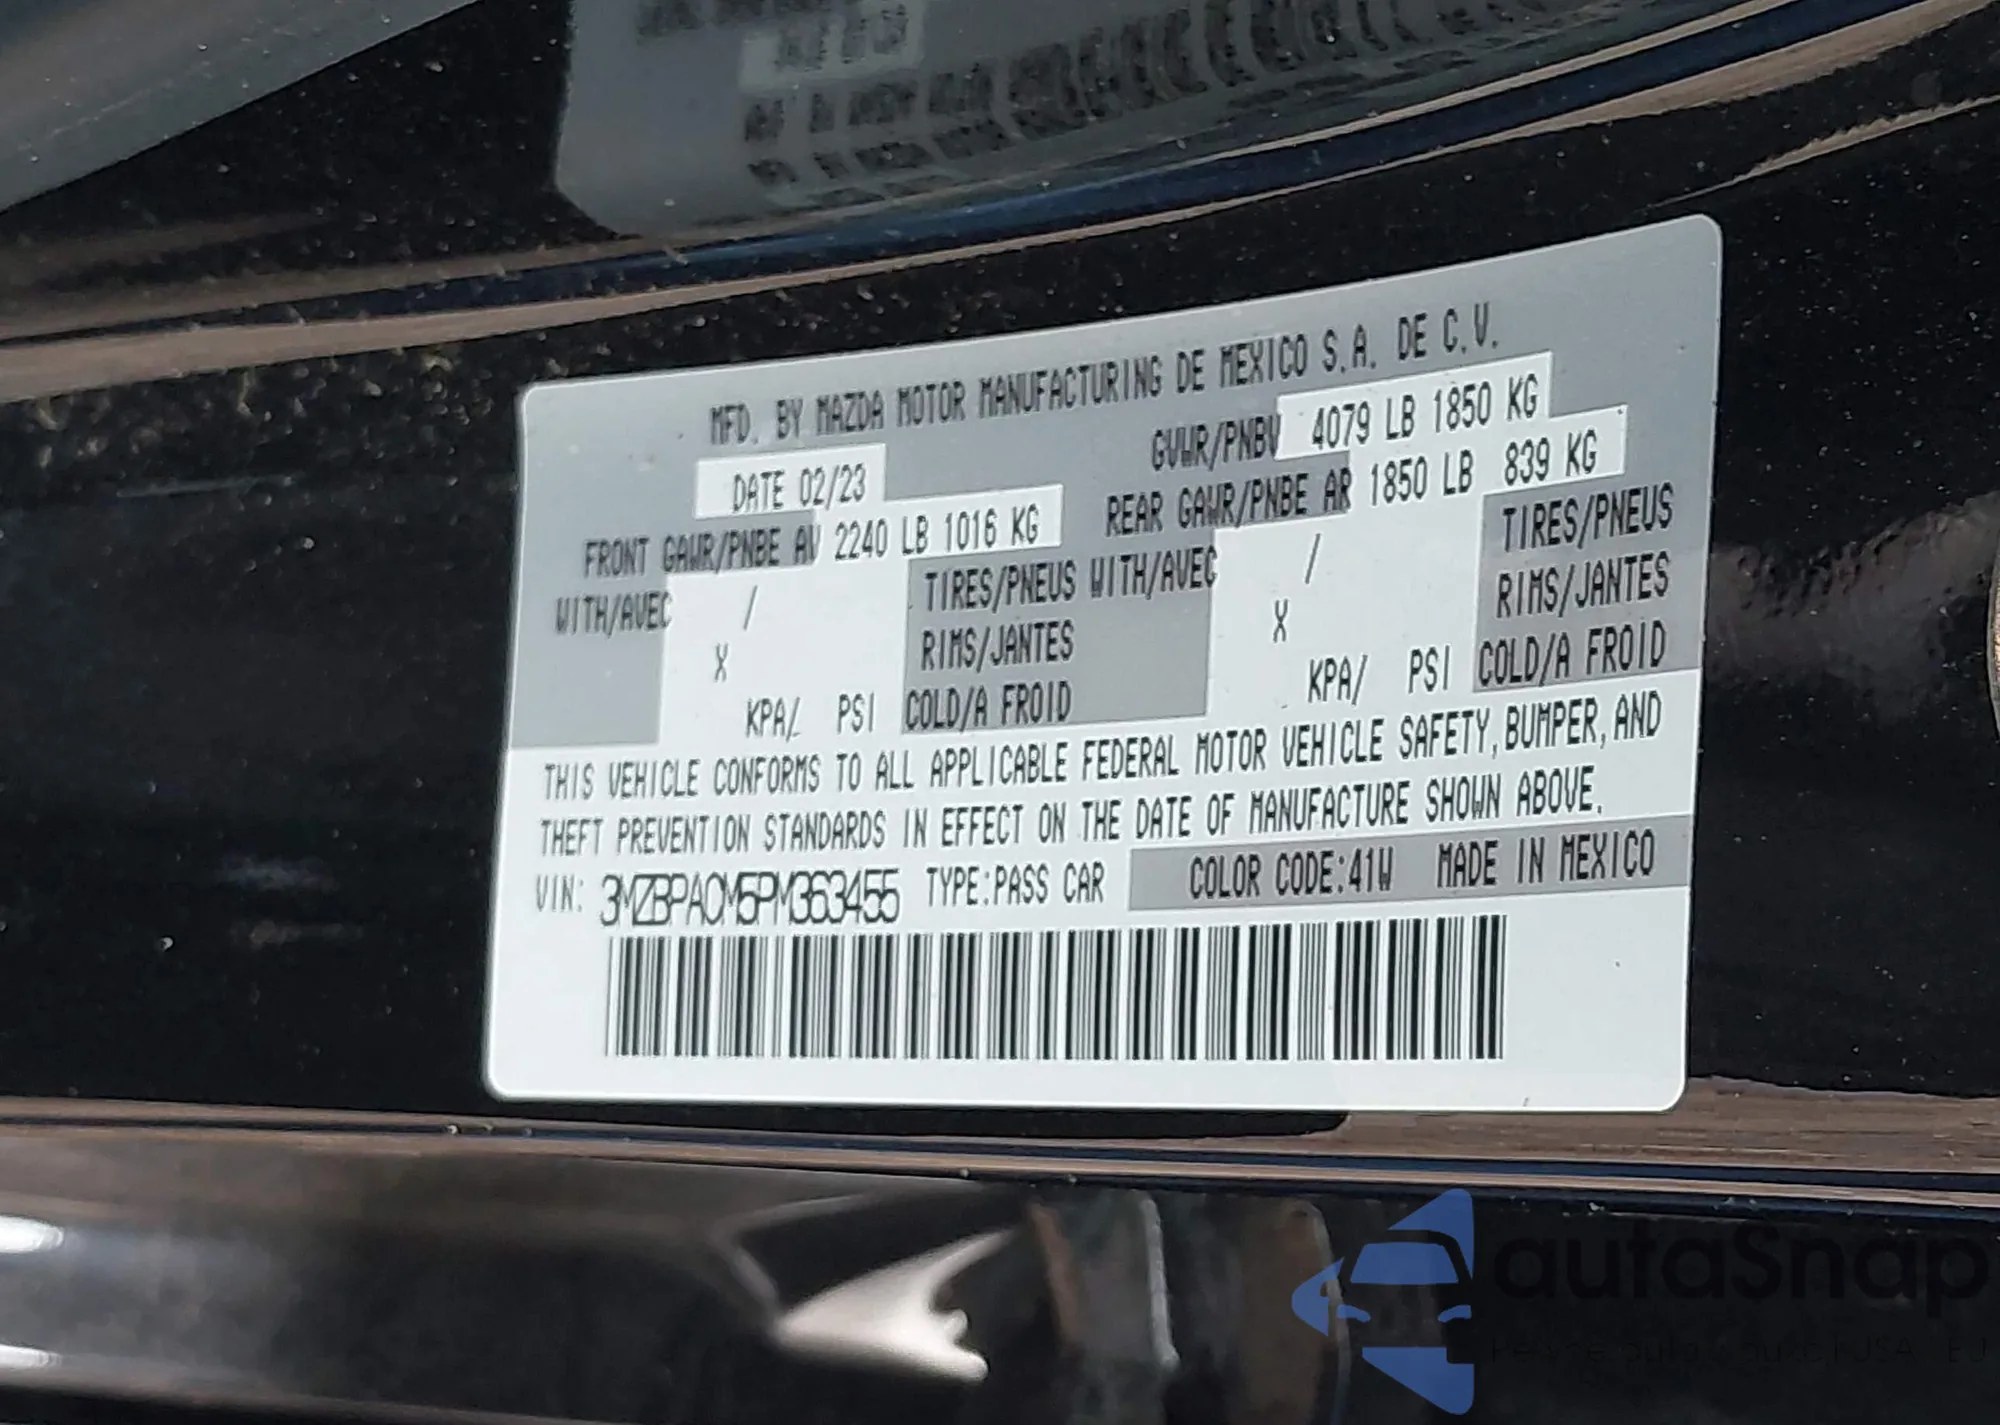 MFD. BY MAZDA MOTOR MANUFACTURING DE MEXICO S.A. DE C.V.
DATE 02/23 GVWR/PNBV 4079 LB 1850 KG
FRONT GAWR/PNBE AV 2240 LB 1016 KG REAR GAWR/PNBE AR 1850 LB 839 KG
WITH/AVEC / TIRES/PNEUS WITH/AVEC / TIRES/PNEUS
X RIMS/JANTES X RIMS/JANTES
KPA/ PSI COLD/A FROID KPA/ PSI COLD/A FROID
THIS VEHICLE CONFORMS TO ALL APPLICABLE FEDERAL MOTOR VEHICLE SAFETY, BUMPER, AND
THEFT PREVENTION STANDARDS IN EFFECT ON THE DATE OF MANUFACTURE SHOWN ABOVE.
VIN: 3MZBPACM5PM363455 TYPE:PASS CAR COLOR CODE:41W MADE IN MEXICO
autoSnap